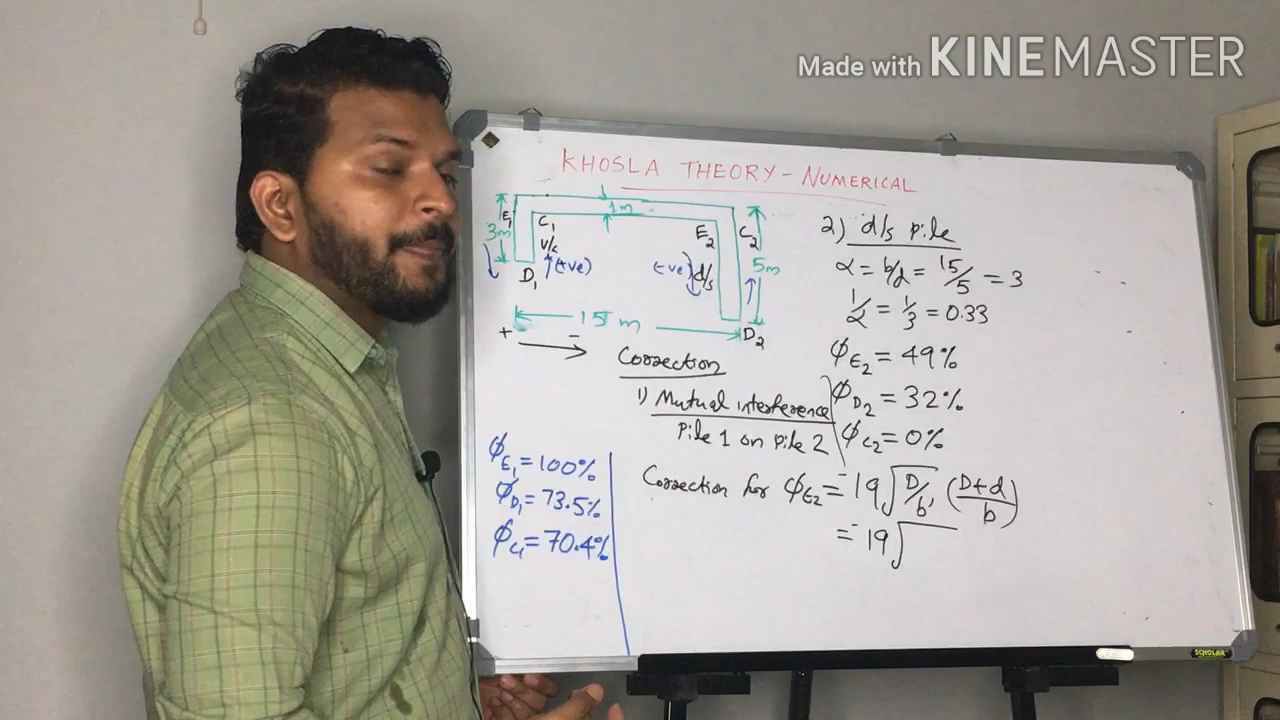 Made with KINEMASTER
KHOSLA THEORY - NUMERICAL
1m
E1
C1
3m
u/s
D1
(+ve)
E2
C2
(-ve)
d/s
5m
15 m
D2
+ -
Correction
1) Mutual interference
Pile 1 on pile 2
ϕE1 = 100%
ϕD1 = 73.5%
ϕC1 = 70.4%
2) d/s pile
α = b/d = 15/5 = 3
1/α = 1/3 = 0.33
ϕE2 = 49%
ϕD2 = 32%
ϕC2 = 0%
Correction for ϕE2 = 19√D/b' (D+d/b)
= 19√
SCHOLAR